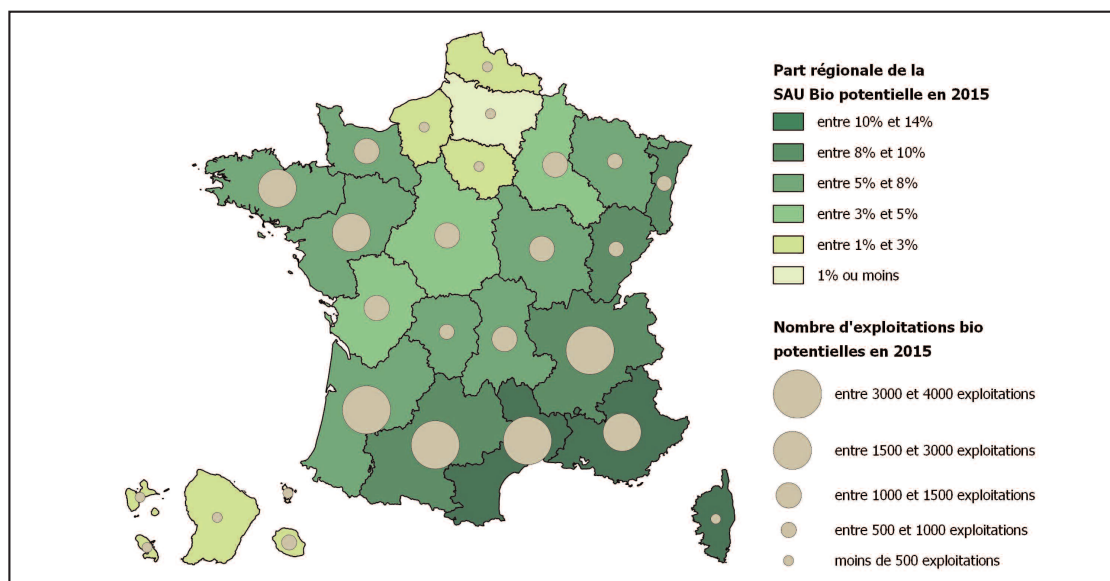 Part régionale de la
SAU Bio potentielle en 2015
entre 10% et 14%
entre 8% et 10%
entre 5% et 8%
entre 3% et 5%
entre 1% et 3%
1% ou moins
Nombre d'exploitations bio
potentielles en 2015
entre 3000 et 4000 exploitations
entre 1500 et 3000 exploitations
entre 1000 et 1500 exploitations
entre 500 et 1000 exploitations
moins de 500 exploitations